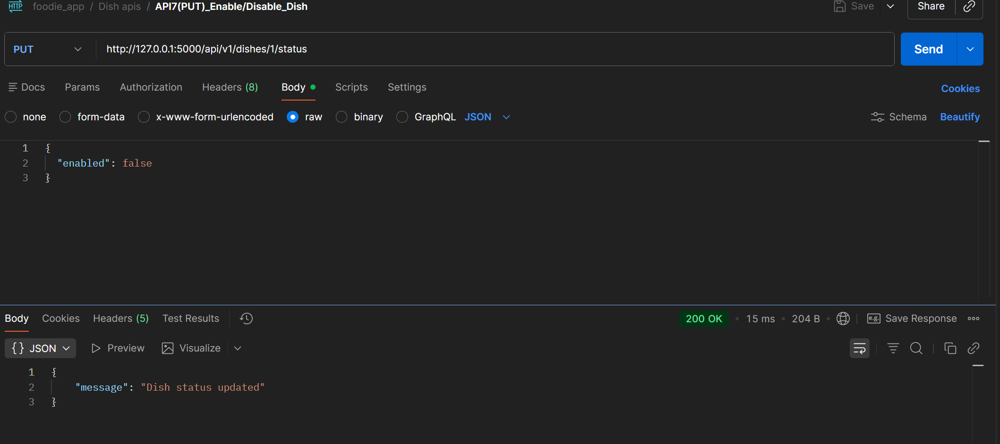 HTTP foodie_app / Dish apis / API7(PUT)_Enable/Disable_Dish Save Share
PUT http://127.0.0.1:5000/api/v1/dishes/1/status Send
Docs Params Authorization Headers (8) Body Scripts Settings Cookies
none form-data x-www-form-urlencoded raw binary GraphQL JSON Schema Beautify
1 {
2 "enabled": false
3 }
Body Cookies Headers (5) Test Results 200 OK • 15 ms • 204 B • e.g. Save Response
{} JSON Preview Visualize
1 {
2 "message": "Dish status updated"
3 }